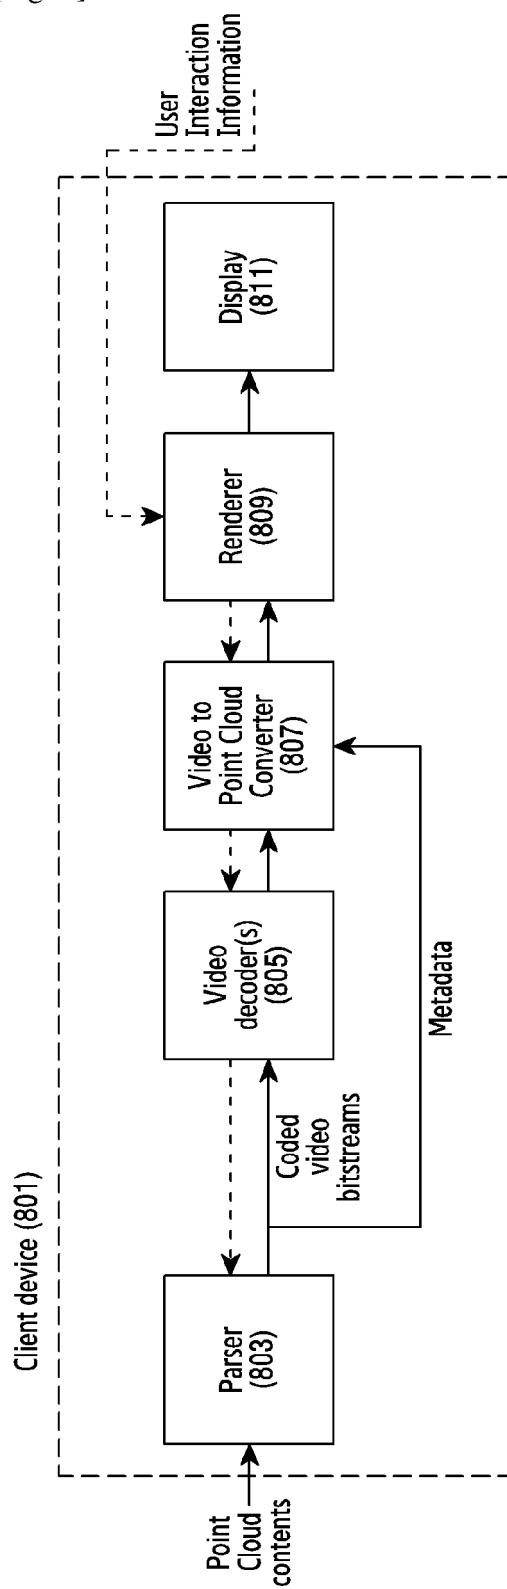 Client device (801)
Point
Cloud
contents
Parser
(803)
Coded
video
bitstreams
Metadata
Video
decoder(s)
(805)
Video to
Point Cloud
Converter
(807)
Renderer
(809)
Display
(811)
User
Interaction
Information